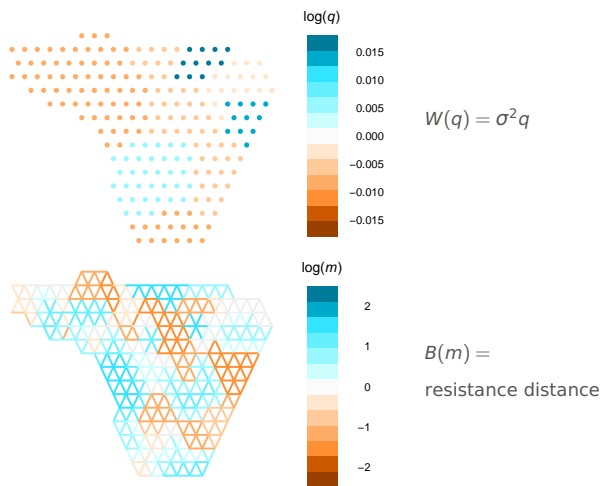 log(q)
0.015
0.010
0.005
0.000
−0.005
−0.010
−0.015
W(q) = σ²q
log(m)
2
1
0
−1
−2
B(m) =
resistance distance